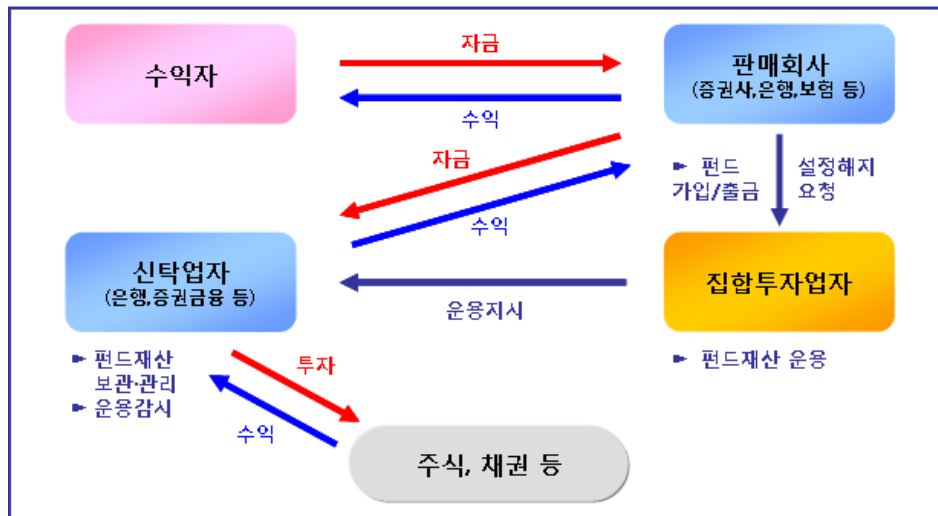 자금
수익자
판매회사
(증권사,은행,보험 등)
수익
자금
► 펀드
가입/출금
설정해지
요청
수익
신탁업자
(은행,증권금융 등)
집합투자업자
운용지시
► 펀드재산
보관·관리
► 운용감시
투자
► 펀드재산 운용
수익
주식, 채권 등